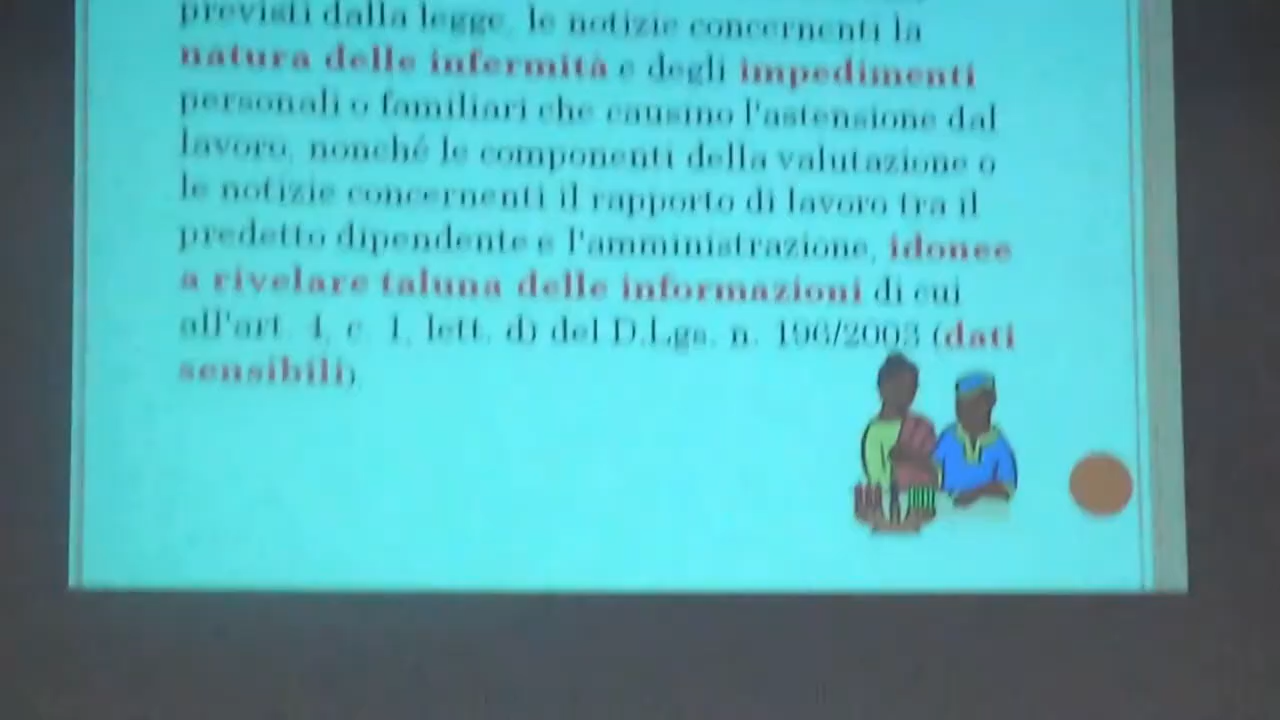 previsti dalla legge, le notizie concernenti la
natura delle infermità e degli impedimenti
personali o familiari che causino l'astensione dal
lavoro, nonché le componenti della valutazione o
le notizie concernenti il rapporto di lavoro tra il
predetto dipendente e l'amministrazione, idonee
a rivelare taluna delle informazioni di cui
all'art. 4, c. 1, lett. d) del D.Lgs. n. 196/2003 (dati
sensibili)